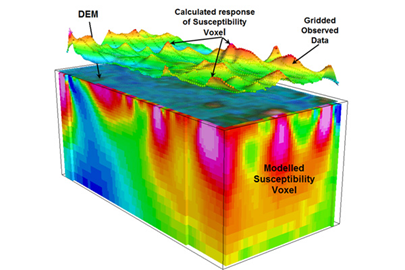 DEM
Calculated response
of Susceptibility
Voxel
Gridded
Observed
Data
Modelled
Susceptibility
Voxel